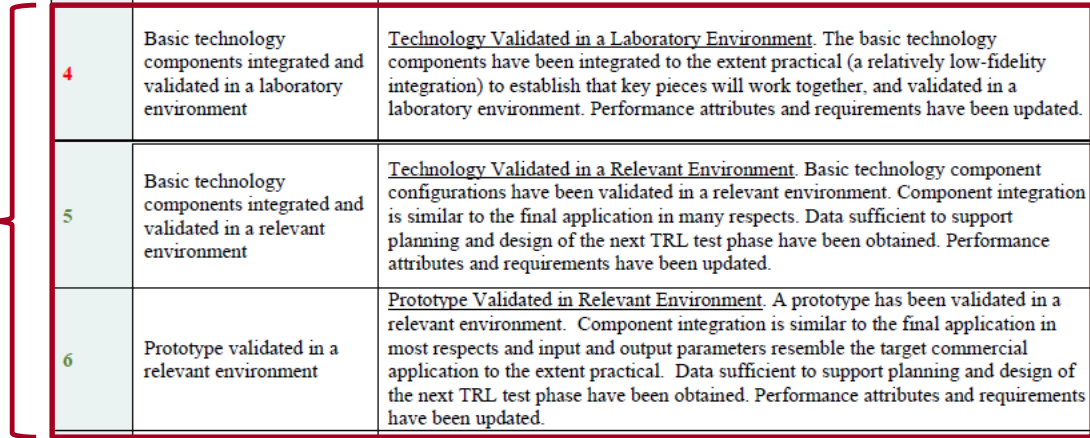 4
Basic technology
components integrated and
validated in a laboratory
environment
Technology Validated in a Laboratory Environment. The basic technology
components have been integrated to the extent practical (a relatively low-fidelity
integration) to establish that key pieces will work together, and validated in a
laboratory environment. Performance attributes and requirements have been updated.
5
Basic technology
components integrated and
validated in a relevant
environment
Technology Validated in a Relevant Environment. Basic technology component
configurations have been validated in a relevant environment. Component integration
is similar to the final application in many respects. Data sufficient to support
planning and design of the next TRL test phase have been obtained. Performance
attributes and requirements have been updated.
6
Prototype validated in a
relevant environment
Prototype Validated in Relevant Environment. A prototype has been validated in a
relevant environment. Component integration is similar to the final application in
most respects and input and output parameters resemble the target commercial
application to the extent practical. Data sufficient to support planning and design of
the next TRL test phase have been obtained. Performance attributes and requirements
have been updated.